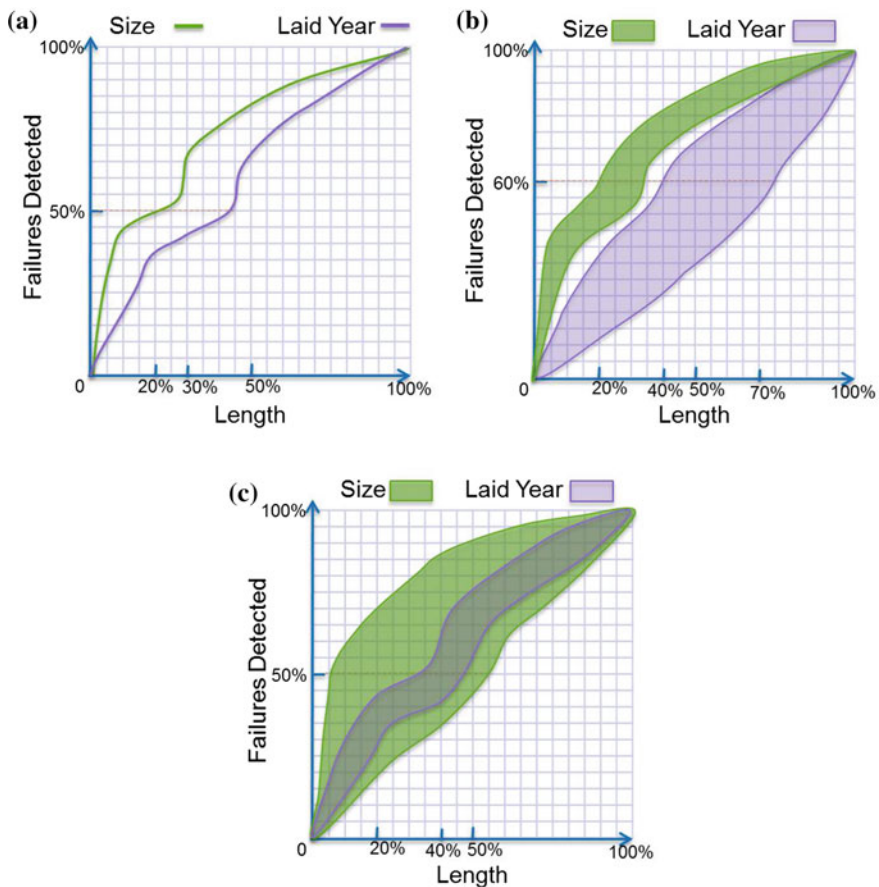 (a)
Size
Laid Year
100%
50%
0
20%
30%
50%
100%
Failures Detected
Length
(b)
Size
Laid Year
100%
60%
0
20%
40%
50%
70%
100%
Failures Detected
Length
(c)
Size
Laid Year
100%
50%
0
20%
40%
50%
100%
Failures Detected
Length